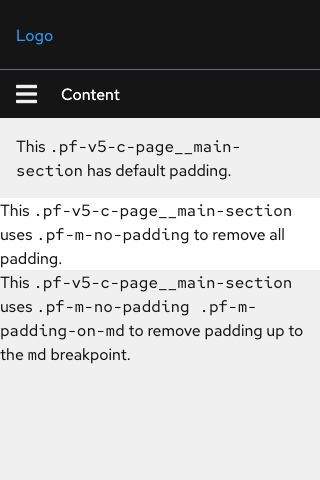 Logo
Content
This .pf-v5-c-page__main-
section has default padding.
This .pf-v5-c-page__main-section
uses .pf-m-no-padding to remove all
padding.
This .pf-v5-c-page__main-section
uses .pf-m-no-padding .pf-m-
padding-on-md to remove padding up to
the md breakpoint.